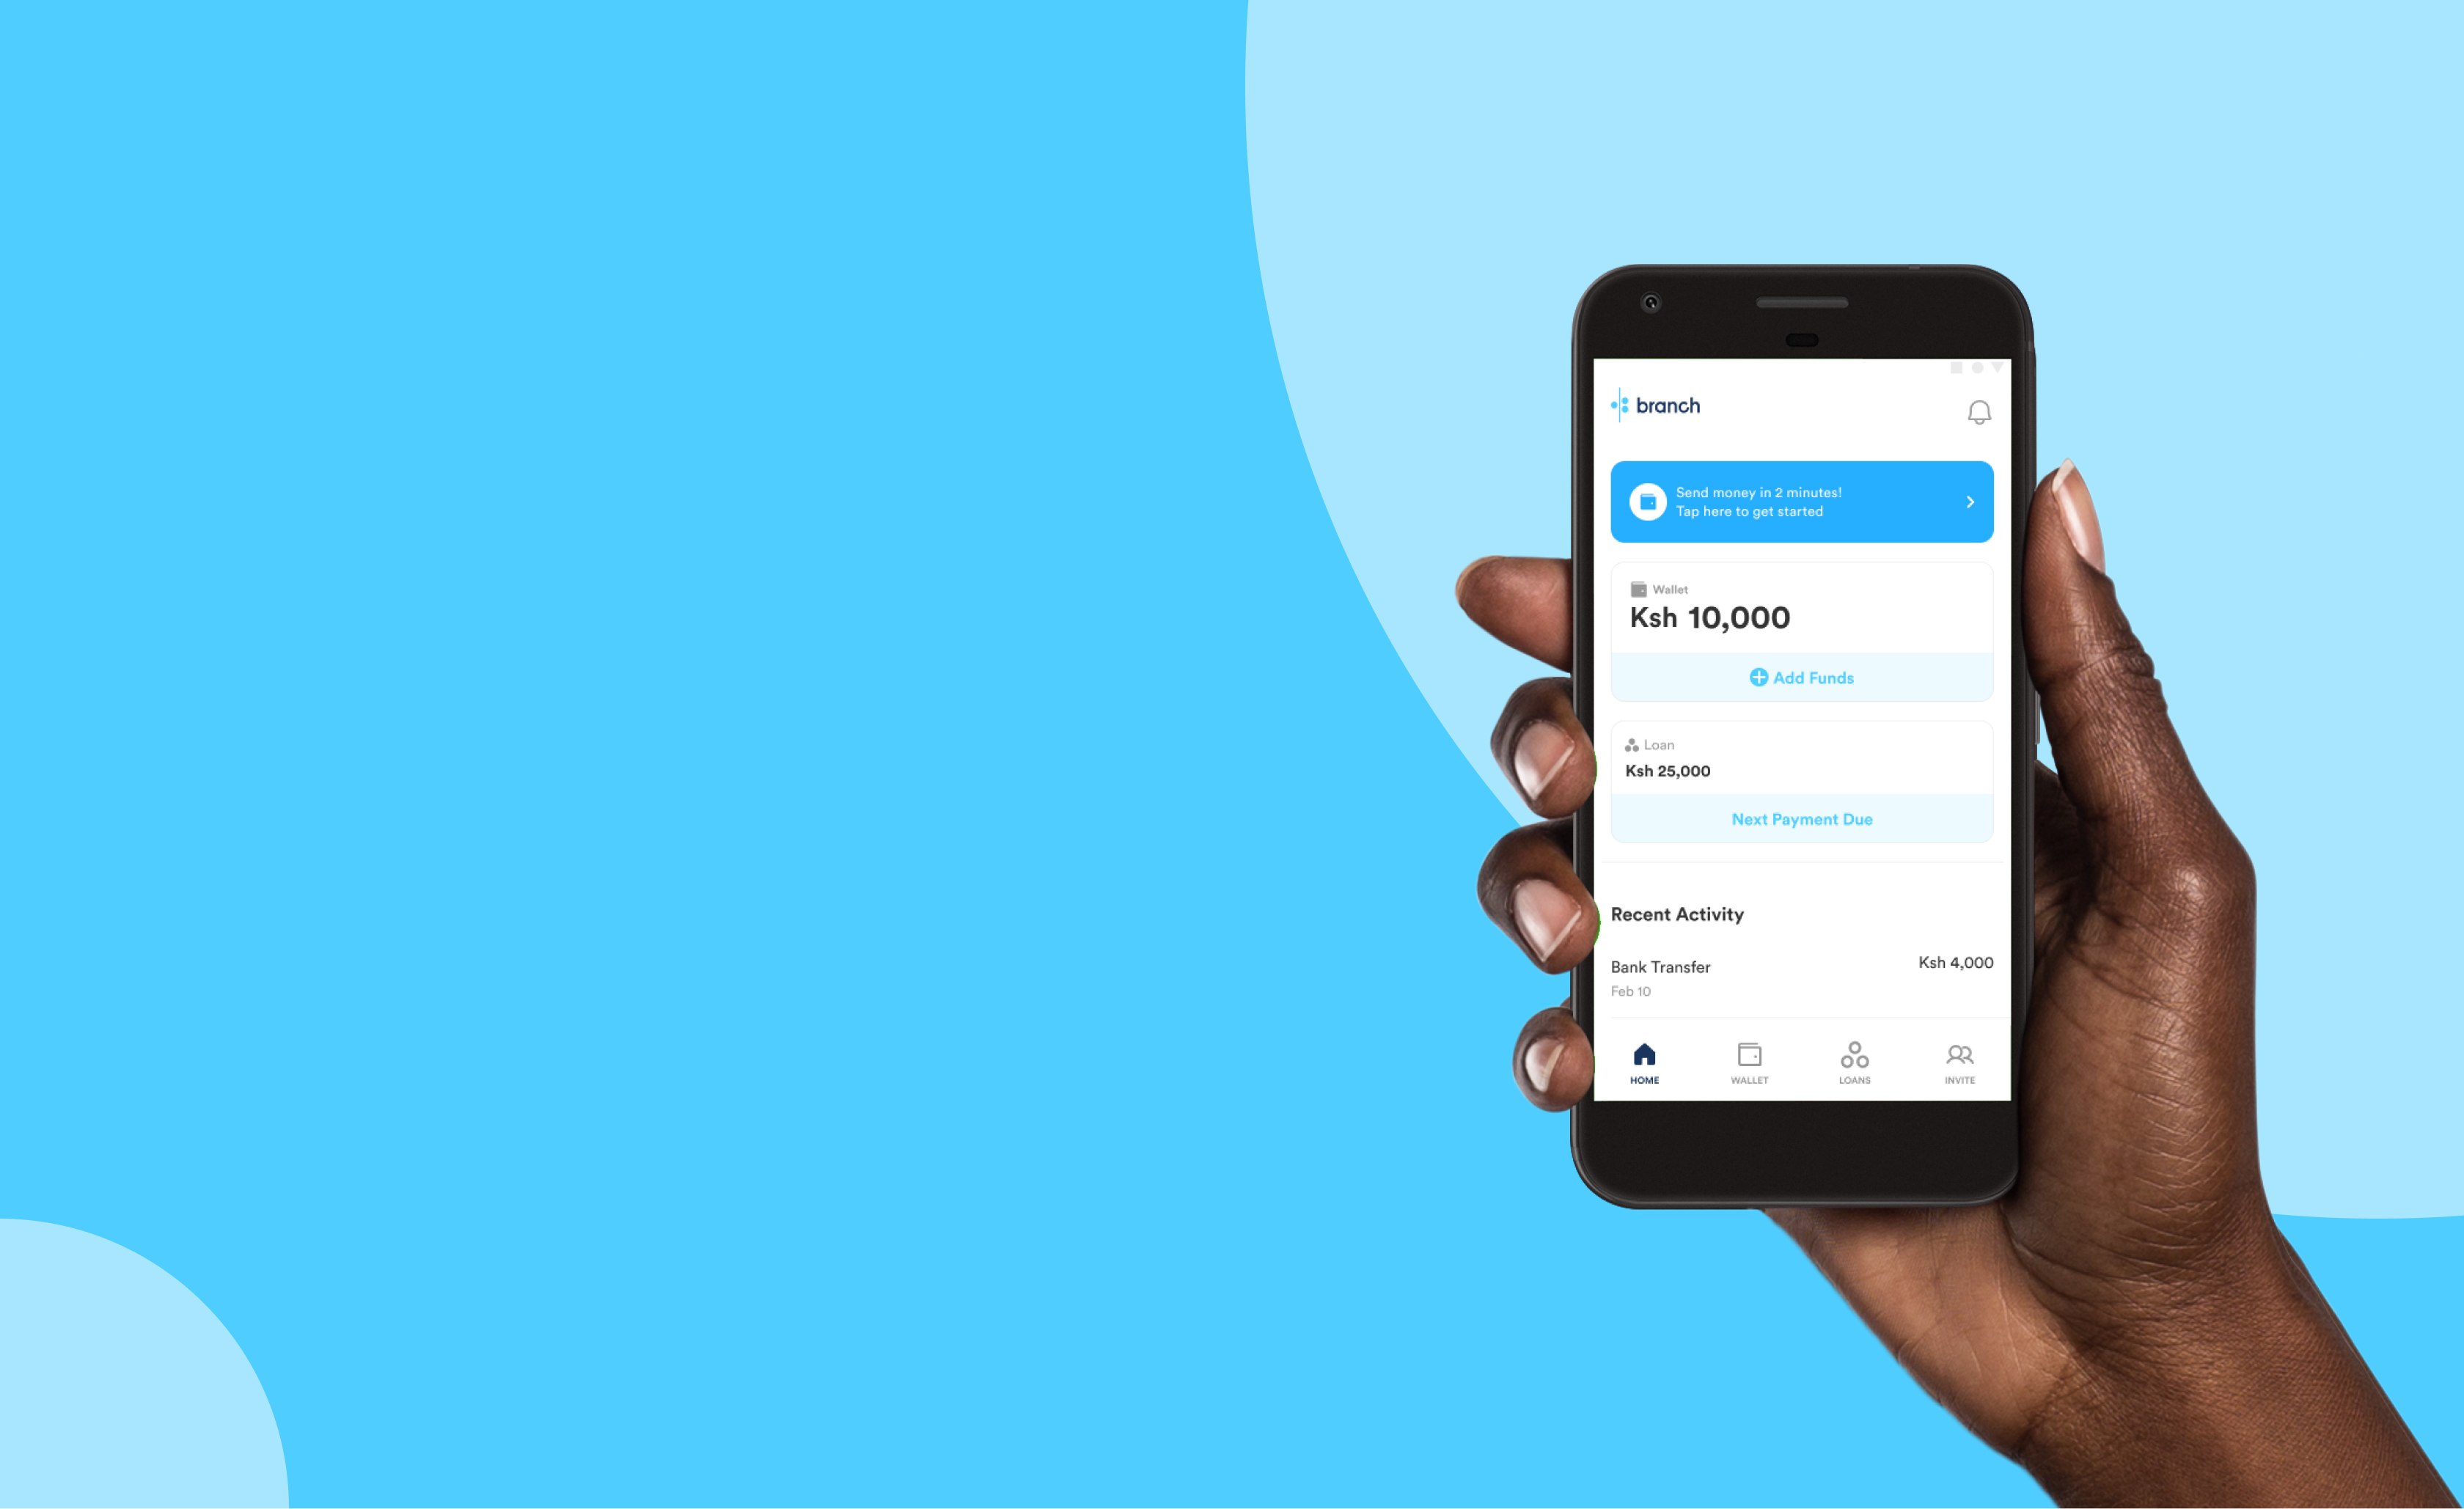 branch
Send money in 2 minutes!
Tap here to get started
Wallet
Ksh 10,000
Add Funds
Loan
Ksh 25,000
Next Payment Due
Recent Activity
Bank Transfer
Ksh 4,000
Feb 10
HOME
WALLET
LOANS
INVITE